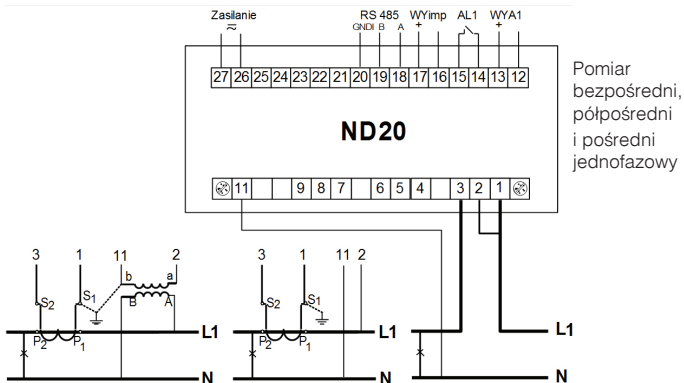 Zasilanie RS 485 WYimp AL1 WYA1
GNDI B A + +
27 26 25 24 23 22 21 20 19 18 17 16 15 14 13 12
Pomiar
bezpośredni,
półpośredni
i pośredni
jednofazowy
ND20
11 9 8 7 6 5 4 3 2 1
3 1 11 2
b a
S2 S1
B A
P2 P1
L1
N
3 1 11 2
S2 S1
P2 P1
L1
N
L1
N